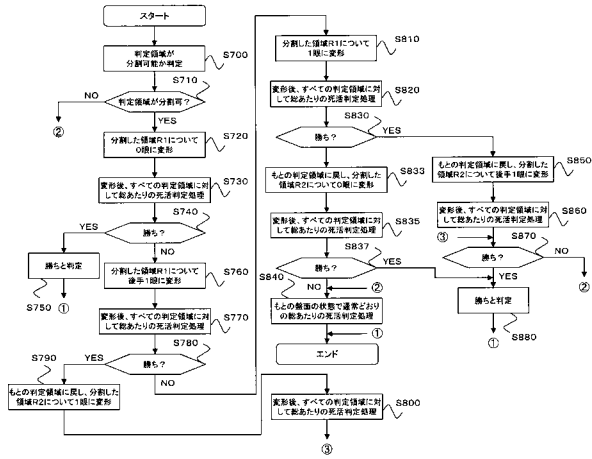 スタート
判定領域が
分割可能か判定
S700
S710
判定領域が分割可?
NO
②
YES
分割した領域R1について
0眼に変形
S720
変形後、すべての判定領域に対
して総あたりの死活判定処理
S730
S740
勝ち?
YES
NO
勝ちと判定
S750
①
分割した領域R1について
後手1眼に変形
S760
変形後、すべての判定領域に対
して総あたりの死活判定処理
S770
S780
勝ち?
YES
NO
S790
もとの判定領域に戻し、分割した
領域R2について1眼に変形
変形後、すべての判定領域に対
して総あたりの死活判定処理
S800
③
分割した領域R1について
1眼に変形
S810
変形後、すべての判定領域に対
して総あたりの死活判定処理
S820
S830
勝ち?
YES
もとの判定領域に戻し、分割した
領域R2について0眼に変形
S833
変形後、すべての判定領域に対
して総あたりの死活判定処理
S835
S837
勝ち?
YES
NO
②
S840
もとの盤面の状態で通常どおり
の総あたりの死活判定処理
①
エンド
もとの判定領域に戻し、分割した
領域R2について後手1眼に変形
S850
変形後、すべての判定領域に対
して総あたりの死活判定処理
S860
③
S870
勝ち?
NO
②
YES
勝ちと判定
S880
①